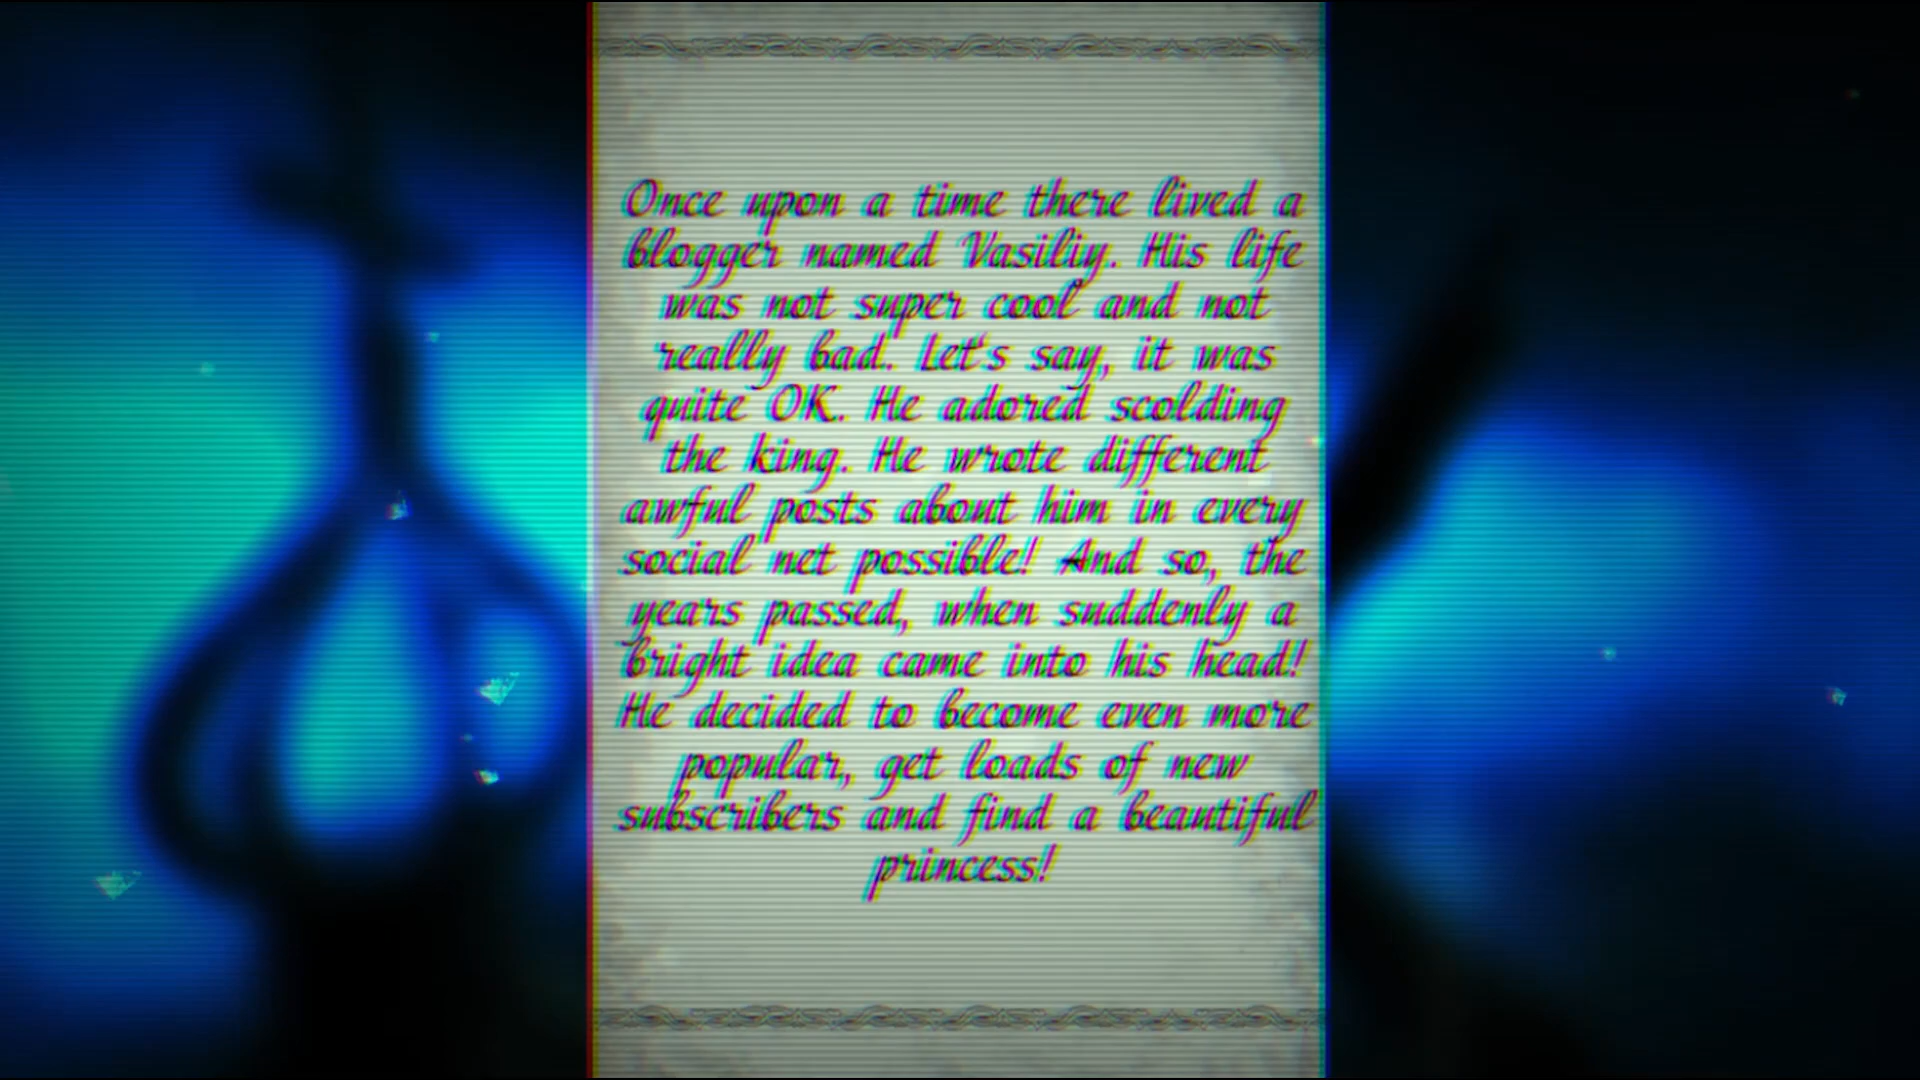 Once upon a time there lived a
blogger named Vasiliy. His life
was not super cool and not
really bad. Let's say, it was
quite OK. He adored scolding
the king. He wrote different
awful posts about him in every
social net possible! And so, the
years passed, when suddenly a
bright idea came into his head!
He decided to become even more
popular, get loads of new
subscribers and find a beautiful
princess!